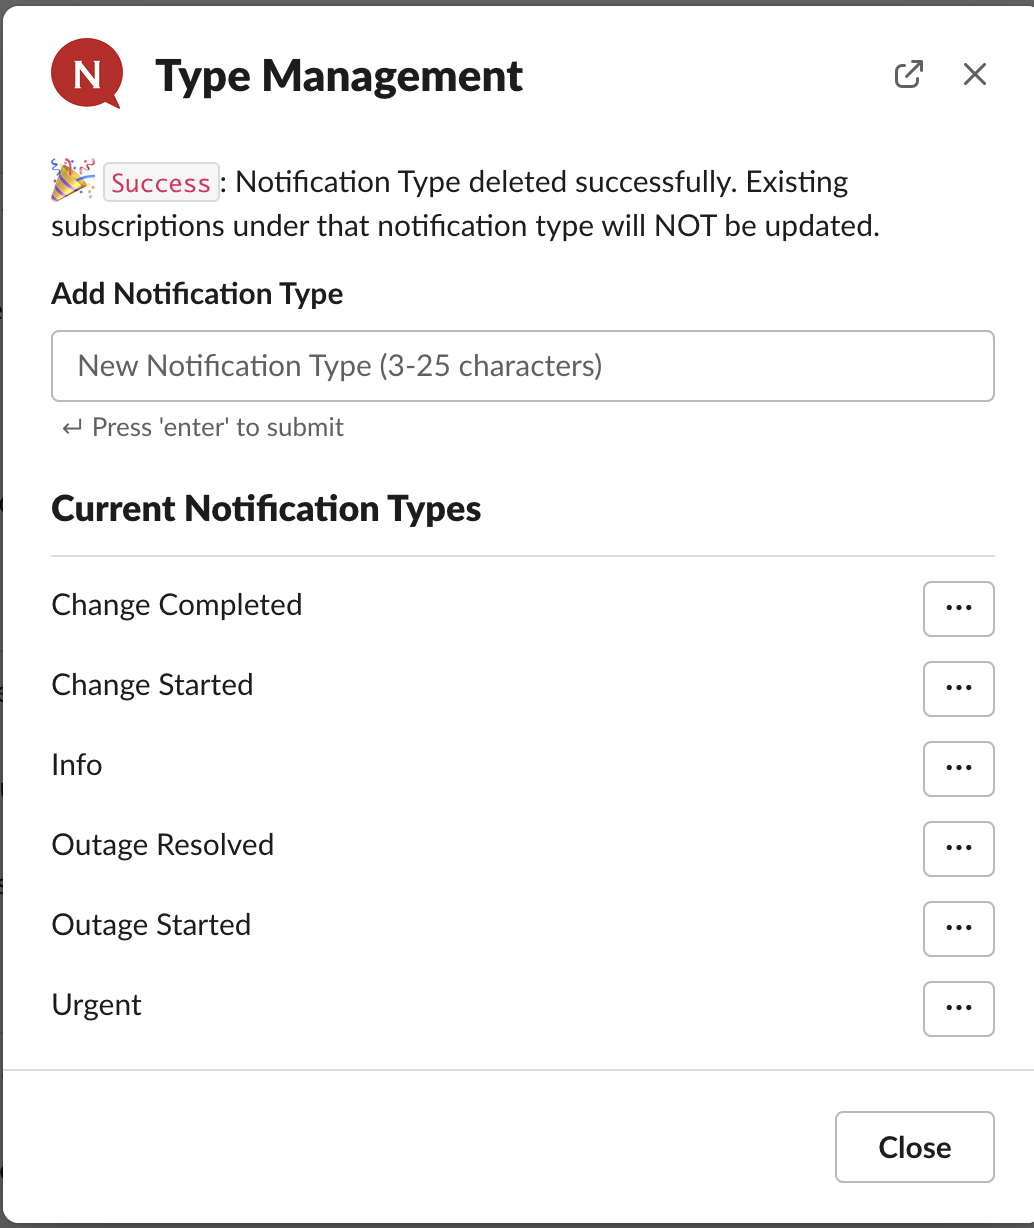 N
Type Management
Success: Notification Type deleted successfully. Existing
subscriptions under that notification type will NOT be updated.
Add Notification Type
New Notification Type (3-25 characters)
↵ Press 'enter' to submit
Current Notification Types
Change Completed
Change Started
Info
Outage Resolved
Outage Started
Urgent
Close